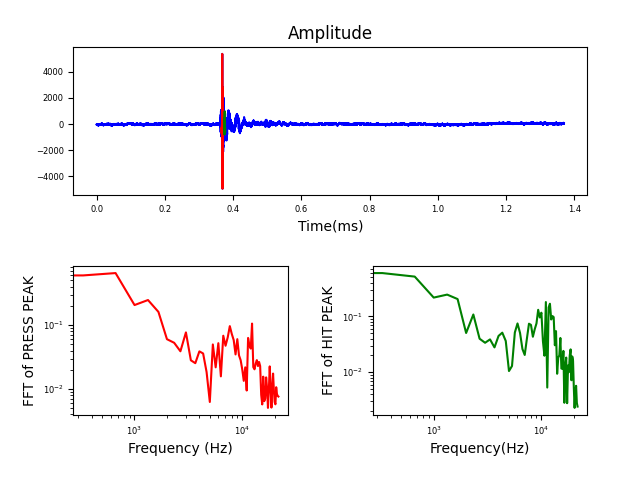 Amplitude
4000
2000
0
−2000
−4000
0.0 0.2 0.4 0.6 0.8 1.0 1.2 1.4
Time(ms)
FFT of PRESS PEAK
10⁻¹
10⁻²
10³ 10⁴
Frequency (Hz)
FFT of HIT PEAK
10⁻¹
10⁻²
10³ 10⁴
Frequency(Hz)